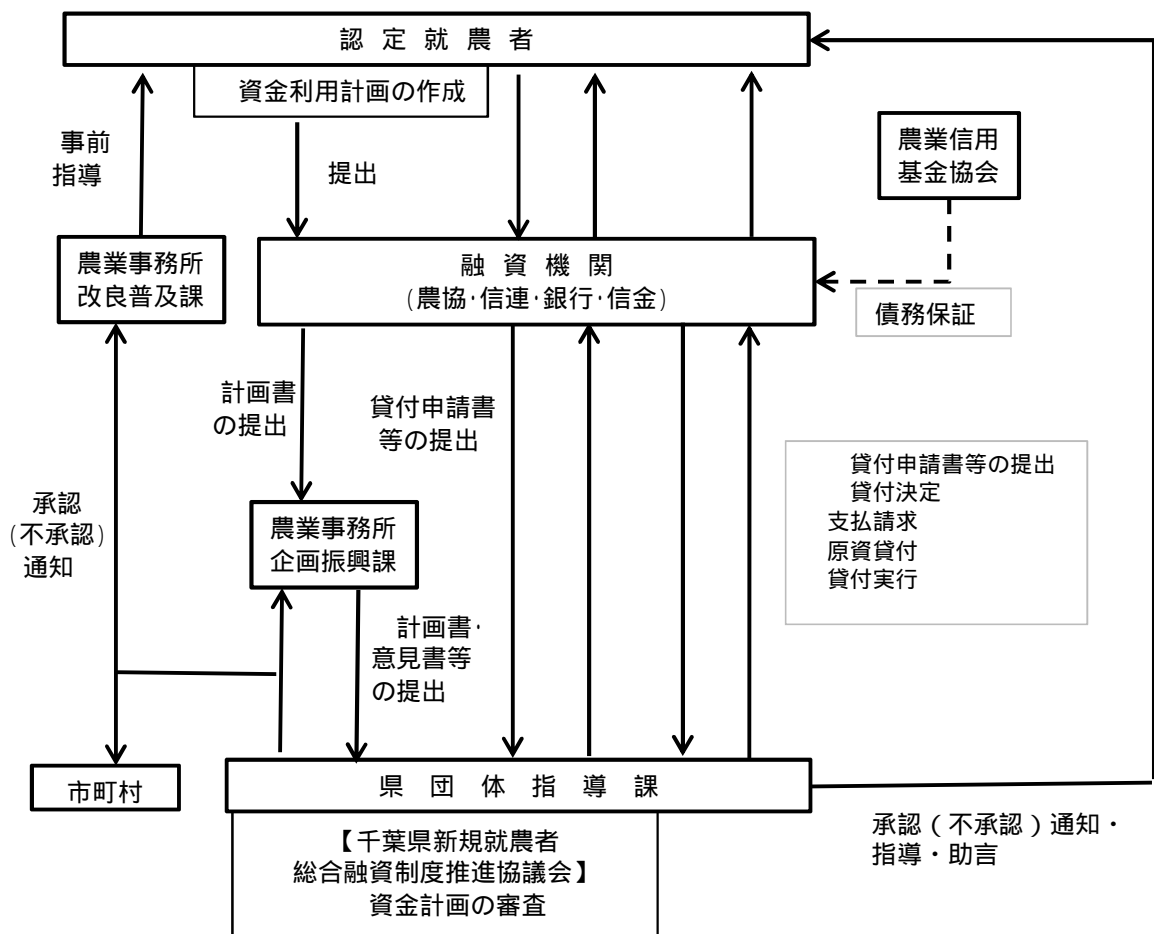 認定就農者
資金利用計画の作成
事前
指導
提出
農業信用
基金協会
農業事務所
改良普及課
融資機関
(農協・信連・銀行・信金)
債務保証
計画書
の提出
貸付申請書
等の提出
貸付申請書等の提出
貸付決定
支払請求
原資貸付
貸付実行
承認
(不承認)
通知
農業事務所
企画振興課
計画書・
意見書等
の提出
市町村
県団体指導課
承認(不承認)通知・
指導・助言
【千葉県新規就農者
総合融資制度推進協議会】
資金計画の審査